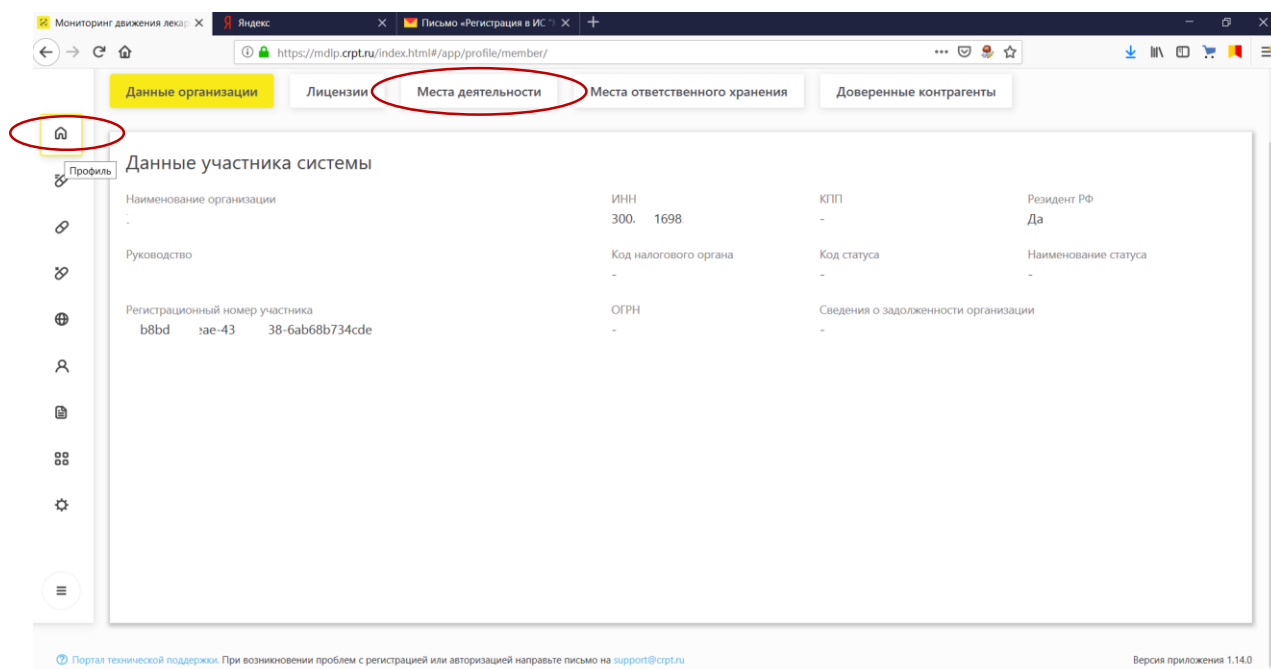 Мониторинг движения лекар
Яндекс
Письмо «Регистрация в ИС "
https://mdlp.crpt.ru/index.html#/app/profile/member/
Данные организации Лицензии Места деятельности Места ответственного хранения Доверенные контрагенты
Профиль
Данные участника системы
Наименование организации ИНН КПП Резидент РФ
300. 1698 - Да
Руководство Код налогового органа Код статуса Наименование статуса
- - -
Регистрационный номер участника ОГРН Сведения о задолженности организации
b8bd eae-43 38-6ab68b734cde - -
Портал технической поддержки. При возникновении проблем с регистрацией или авторизацией направьте письмо на support@crpt.ru Версия приложения 1.14.0